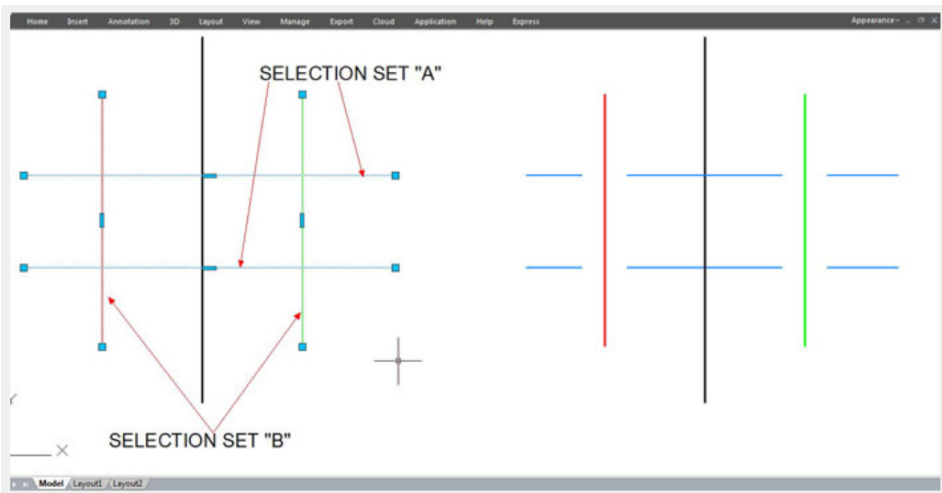 Home Insert Annotation 3D Layout View Manage Export Cloud Application Help Express Appearance
SELECTION SET "A"
SELECTION SET "B"
Model Layout1 Layout2